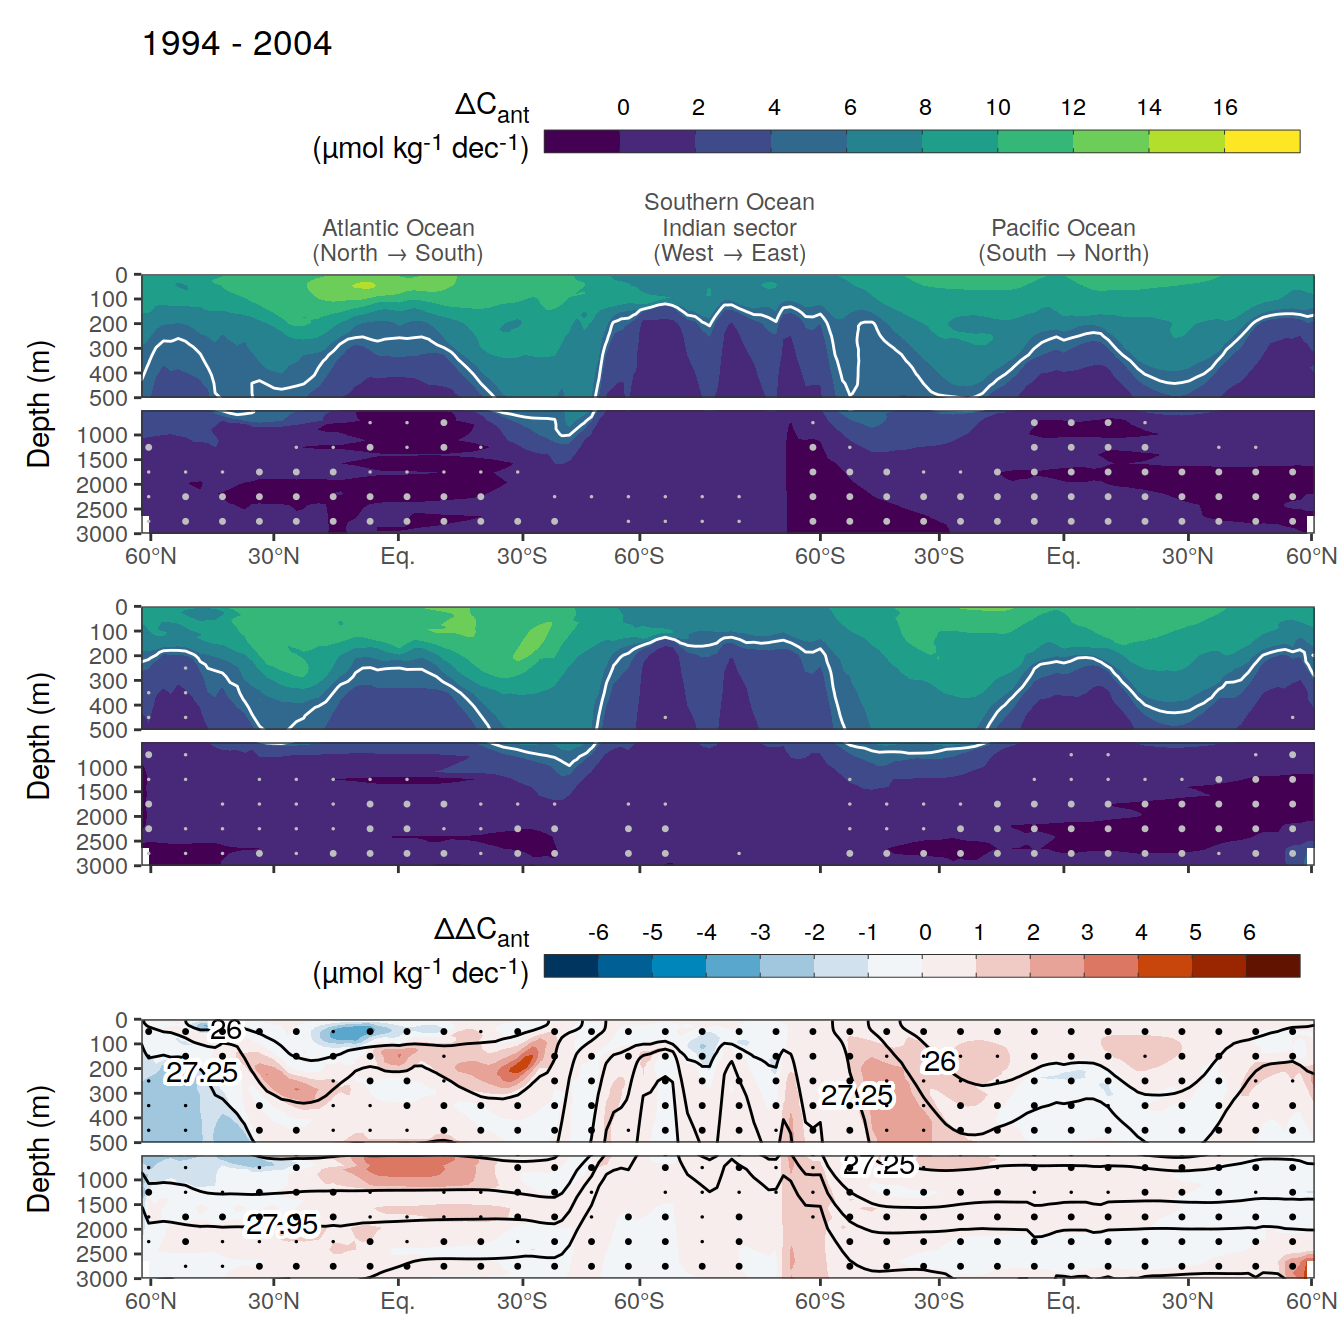 1994 - 2004
ΔCant
(μmol kg-1 dec-1)
0 2 4 6 8 10 12 14 16
Southern Ocean
Atlantic Ocean Indian sector Pacific Ocean
(North → South) (West → East) (South → North)
0
100
200
300
400
500
Depth (m)
1000
1500
2000
2500
3000
60°N 30°N Eq. 30°S 60°S 60°S 30°S Eq. 30°N 60°N
0
100
200
300
400
500
Depth (m)
1000
1500
2000
2500
3000
ΔΔCant
(μmol kg-1 dec-1)
-6 -5 -4 -3 -2 -1 0 1 2 3 4 5 6
0
100
200
300
400
500
Depth (m)
1000
1500
2000
2500
3000
26
27.25
26
27.25
27.25
27.95
60°N 30°N Eq. 30°S 60°S 60°S 30°S Eq. 30°N 60°N